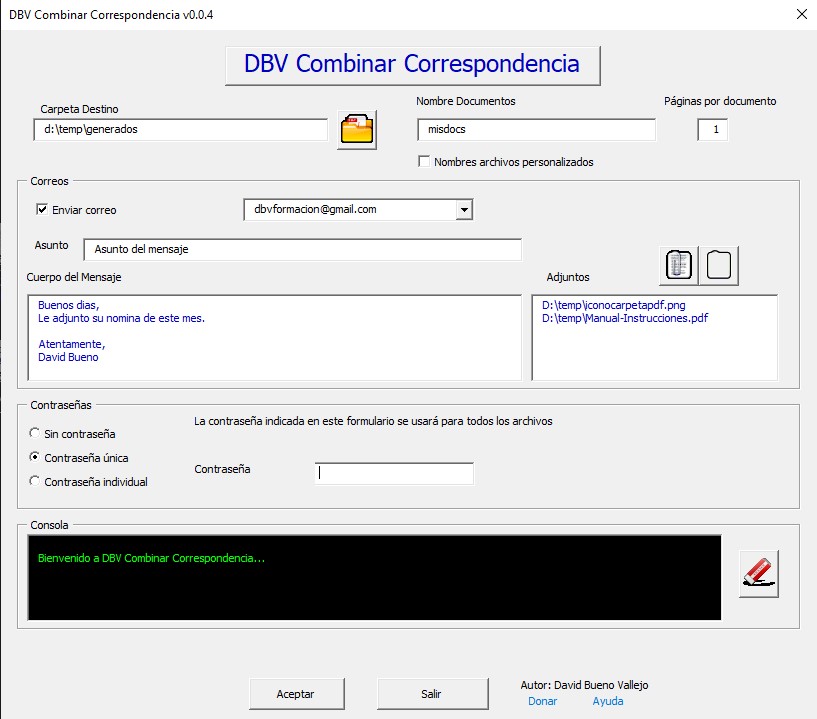 DBV Combinar Correspondencia v0.0.4
DBV Combinar Correspondencia
Carpeta Destino
d:\temp\generados
Nombre Documentos
misdocs
Páginas por documento
1
Nombres archivos personalizados
Correos
Enviar correo
dbvformacion@gmail.com
Asunto
Asunto del mensaje
Cuerpo del Mensaje
Buenos dias,
Le adjunto su nomina de este mes.
Atentamente,
David Bueno
Adjuntos
D:\temp\iconocarpetapdf.png
D:\temp\Manual-Instrucciones.pdf
Contraseñas
Sin contraseña
Contraseña única
Contraseña individual
La contraseña indicada en este formulario se usará para todos los archivos
Contraseña
Consola
Bienvenido a DBV Combinar Correspondencia...
Aceptar
Salir
Autor: David Bueno Vallejo
Donar
Ayuda